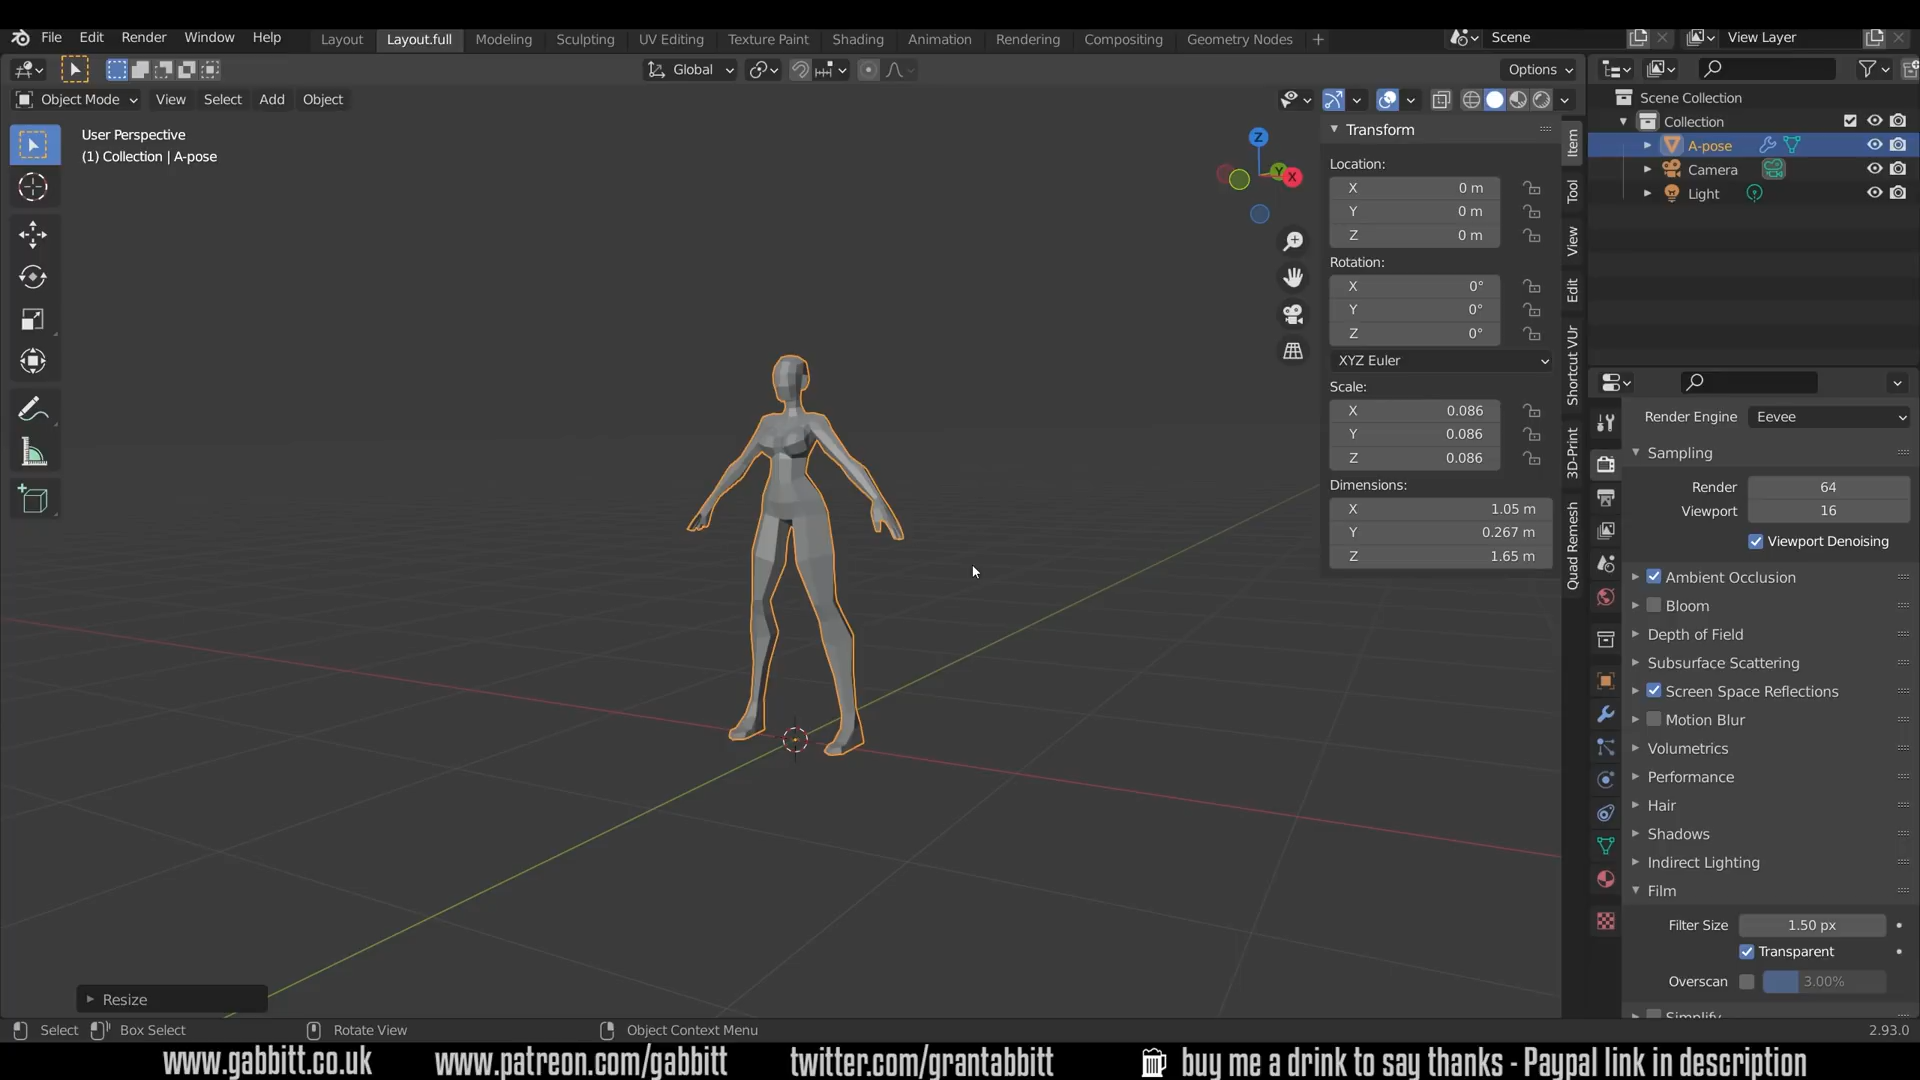 File Edit Render Window Help Layout Layout.full Modeling Sculpting UV Editing Texture Paint Shading Animation Rendering Compositing Geometry Nodes + Scene View Layer
Global Options
Object Mode View Select Add Object
User Perspective
(1) Collection | A-pose
Z
Y
X
Transform
Location:
X 0 m
Y 0 m
Z 0 m
Rotation:
X 0°
Y 0°
Z 0°
XYZ Euler
Scale:
X 0.086
Y 0.086
Z 0.086
Dimensions:
X 1.05 m
Y 0.267 m
Z 1.65 m
Item
Tool
View
Edit
Shortcut VUr
3D-Print
Quad Remesh
Scene Collection
Collection
A-pose
Camera
Light
Render Engine Eevee
Sampling
Render 64
Viewport 16
Viewport Denoising
Ambient Occlusion
Bloom
Depth of Field
Subsurface Scattering
Screen Space Reflections
Motion Blur
Volumetrics
Performance
Hair
Shadows
Indirect Lighting
Film
Filter Size 1.50 px
Transparent
Overscan 3.00%
Simplify
Resize
Select Box Select Rotate View Object Context Menu 2.93.0
www.gabbitt.co.uk www.patreon.com/gabbitt twitter.com/grantabbitt buy me a drink to say thanks - Paypal link in description